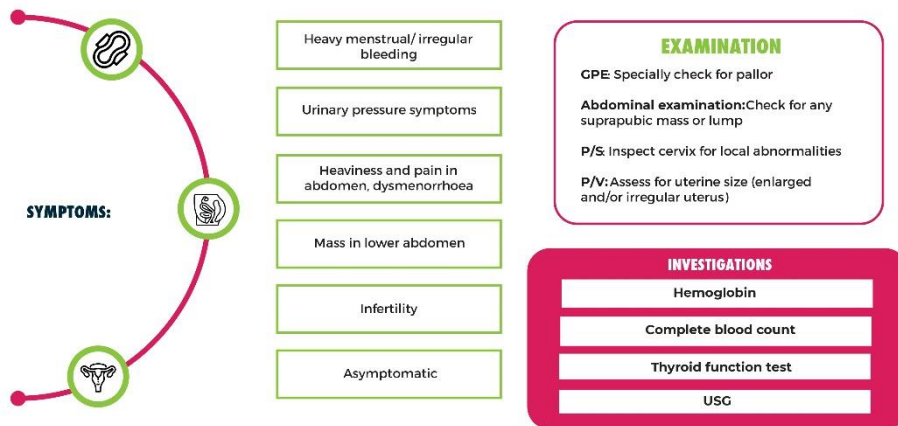 SYMPTOMS:
Heavy menstrual/ irregular
bleeding
Urinary pressure symptoms
Heaviness and pain in
abdomen, dysmenorrhoea
Mass in lower abdomen
Infertility
Asymptomatic
EXAMINATION
GPE: Specially check for pallor
Abdominal examination:Check for any
suprapubic mass or lump
P/S: Inspect cervix for local abnormalities
P/V: Assess for uterine size (enlarged
and/or irregular uterus)
INVESTIGATIONS
Hemoglobin
Complete blood count
Thyroid function test
USG